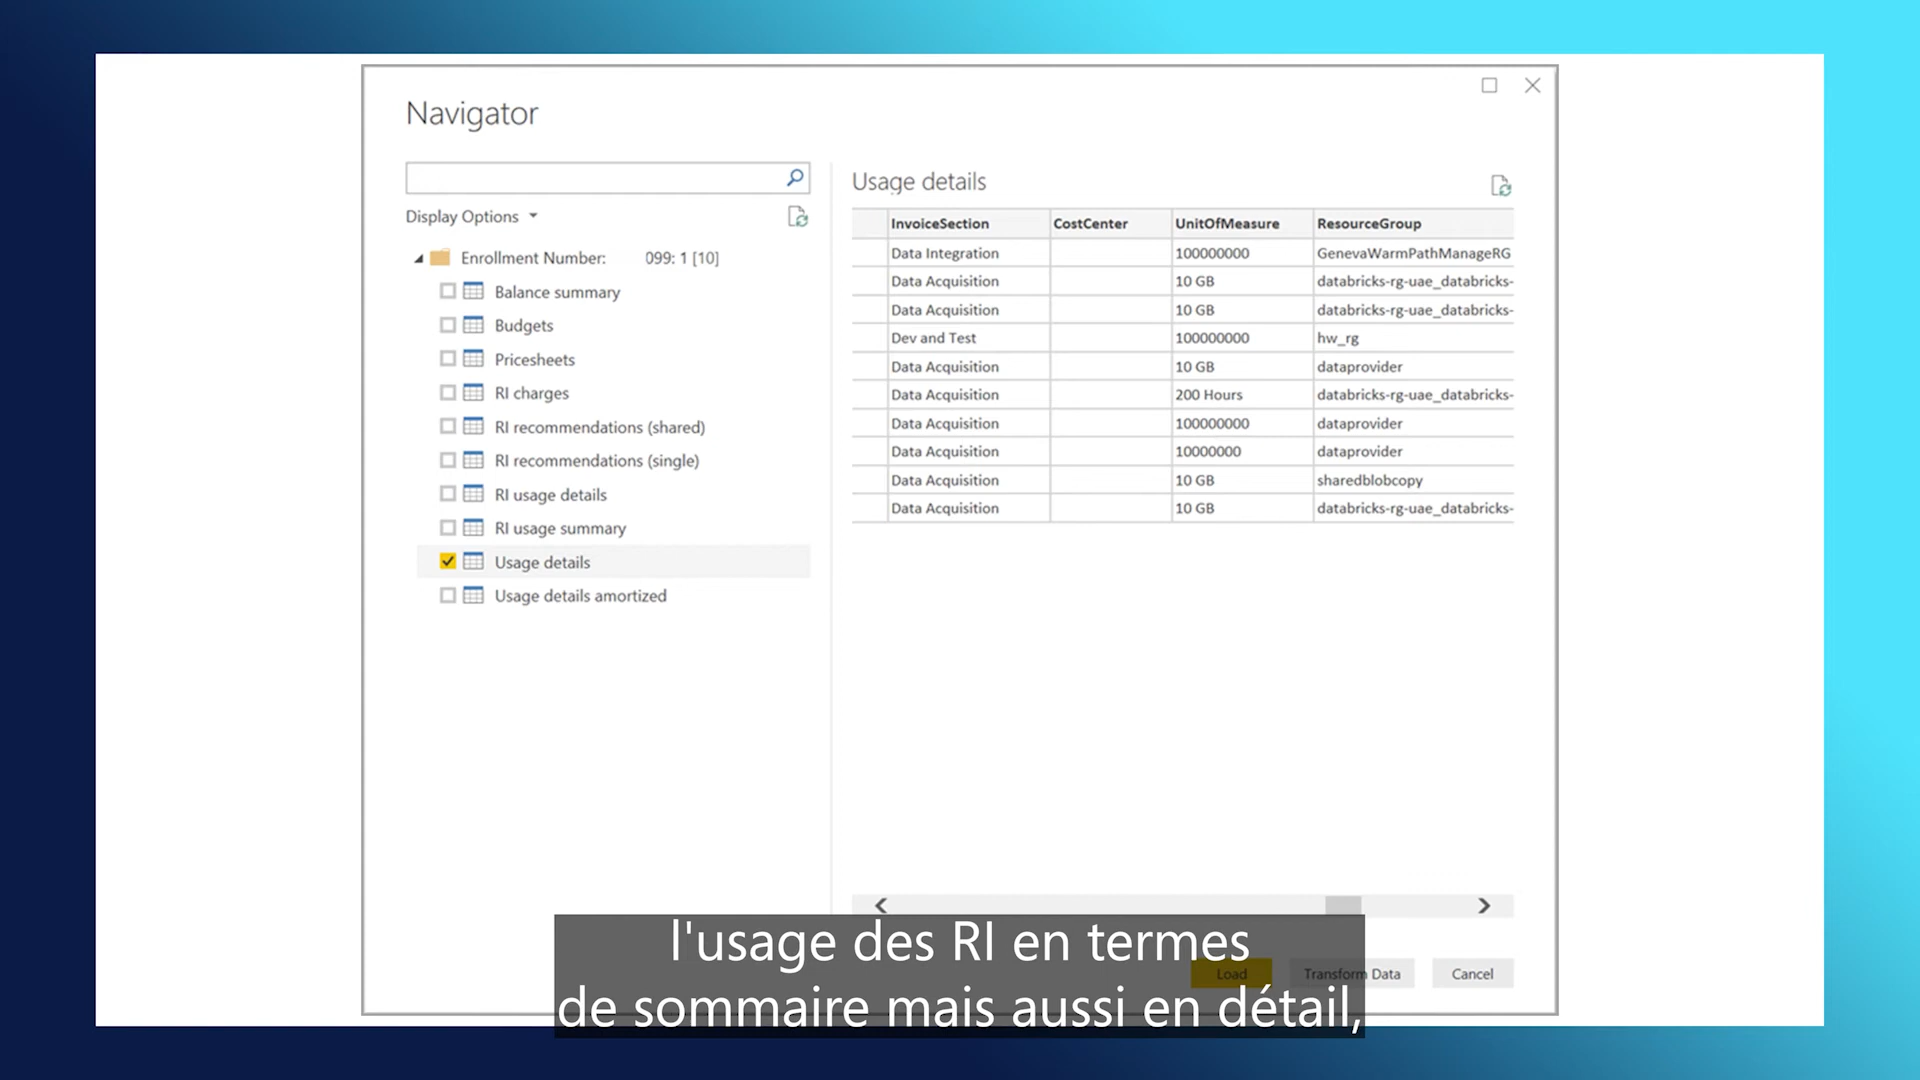 Navigator
Display Options
Enrollment Number: 099: 1 [10]
Balance summary
Budgets
Pricesheets
RI charges
RI recommendations (shared)
RI recommendations (single)
RI usage details
RI usage summary
Usage details
Usage details amortized
Usage details
InvoiceSection CostCenter UnitOfMeasure ResourceGroup
Data Integration 100000000 GenevaWarmPathManageRG
Data Acquisition 10 GB databricks-rg-uae_databricks-
Data Acquisition 10 GB databricks-rg-uae_databricks-
Dev and Test 100000000 hw_rg
Data Acquisition 10 GB dataprovider
Data Acquisition 200 Hours databricks-rg-uae_databricks-
Data Acquisition 100000000 dataprovider
Data Acquisition 10000000 dataprovider
Data Acquisition 10 GB sharedblobcopy
Data Acquisition 10 GB databricks-rg-uae_databricks-
Load Transform Data Cancel
l'usage des RI en termes
de sommaire mais aussi en détail,